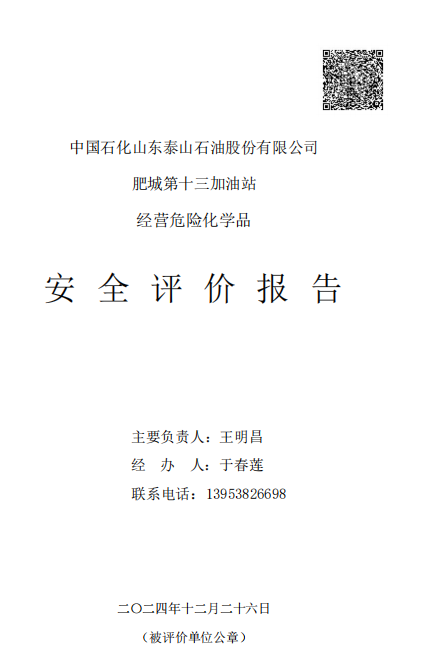 中国石化山东泰山石油股份有限公司
肥城第十三加油站
经营危险化学品
安全评价报告
主要负责人：王明昌
经办人：于春莲
联系电话：13953826698
二〇二四年十二月二十六日
（被评价单位公章）